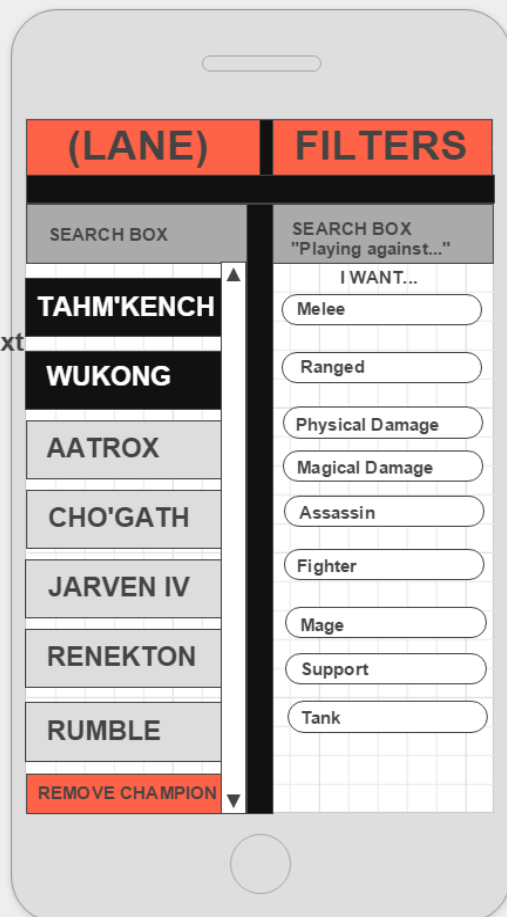 (LANE)
FILTERS
SEARCH BOX
SEARCH BOX
"Playing against..."
I WANT...
xt
TAHM'KENCH
WUKONG
AATROX
CHO'GATH
JARVEN IV
RENEKTON
RUMBLE
REMOVE CHAMPION
Melee
Ranged
Physical Damage
Magical Damage
Assassin
Fighter
Mage
Support
Tank